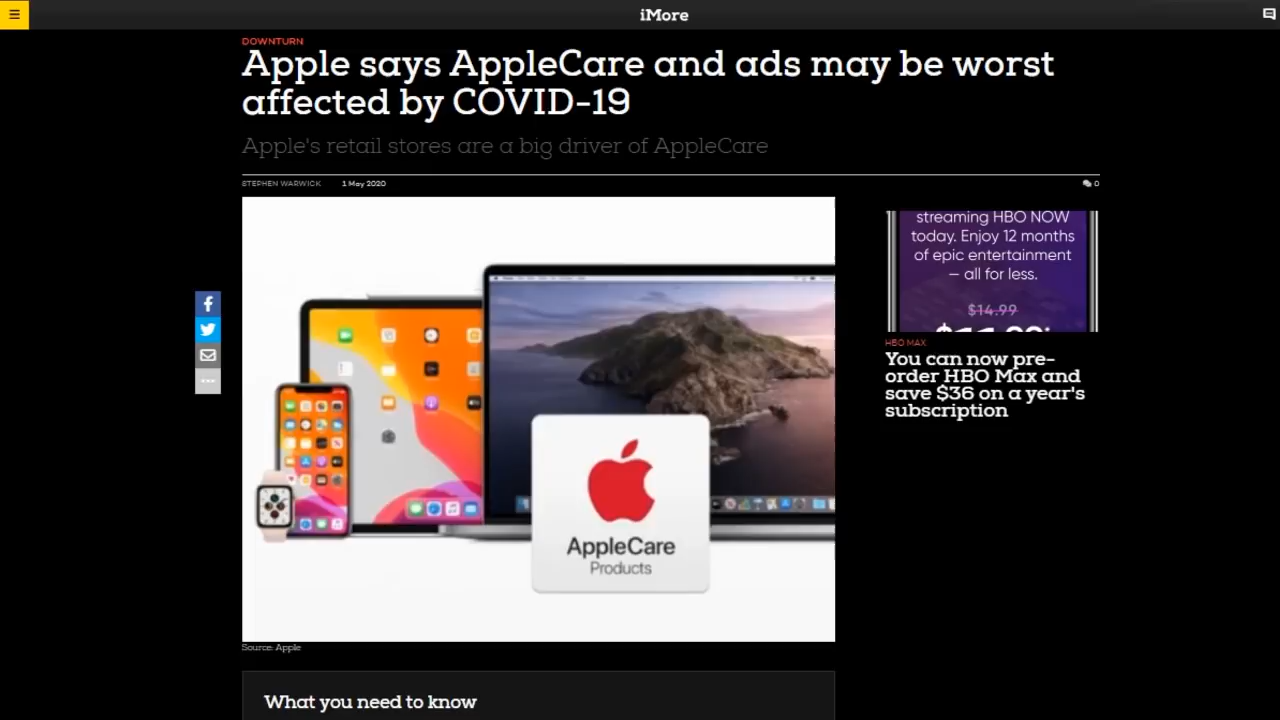 iMore
DOWNTURN
Apple says AppleCare and ads may be worst
affected by COVID-19
Apple's retail stores are a big driver of AppleCare
STEPHEN WARWICK 1 May 2020
0
streaming HBO NOW
today. Enjoy 12 months
of epic entertainment
— all for less.
$14.99
HBO MAX
You can now pre-
order HBO Max and
save $36 on a year's
subscription
AppleCare
Products
Source: Apple
What you need to know